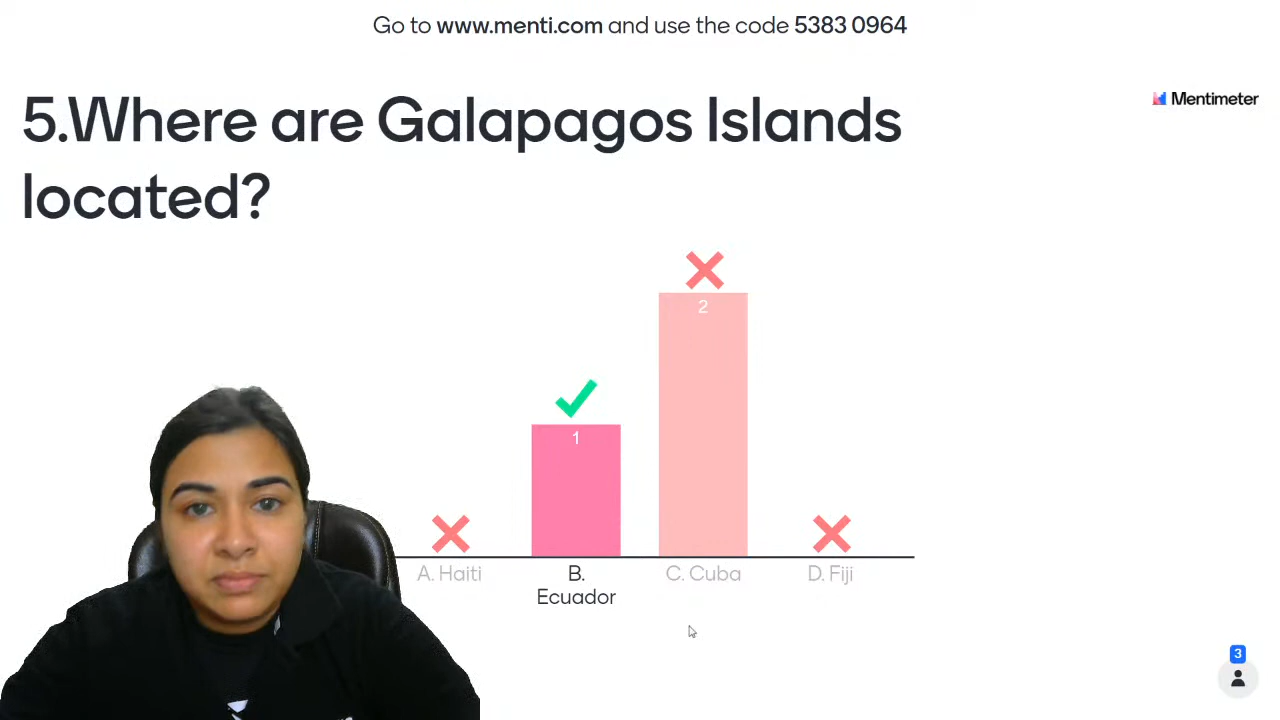 Go to www.menti.com and use the code 5383 0964
Mentimeter
5.Where are Galapagos Islands
located?
2
1
A. Haiti
B.
Ecuador
C. Cuba
D. Fiji
3